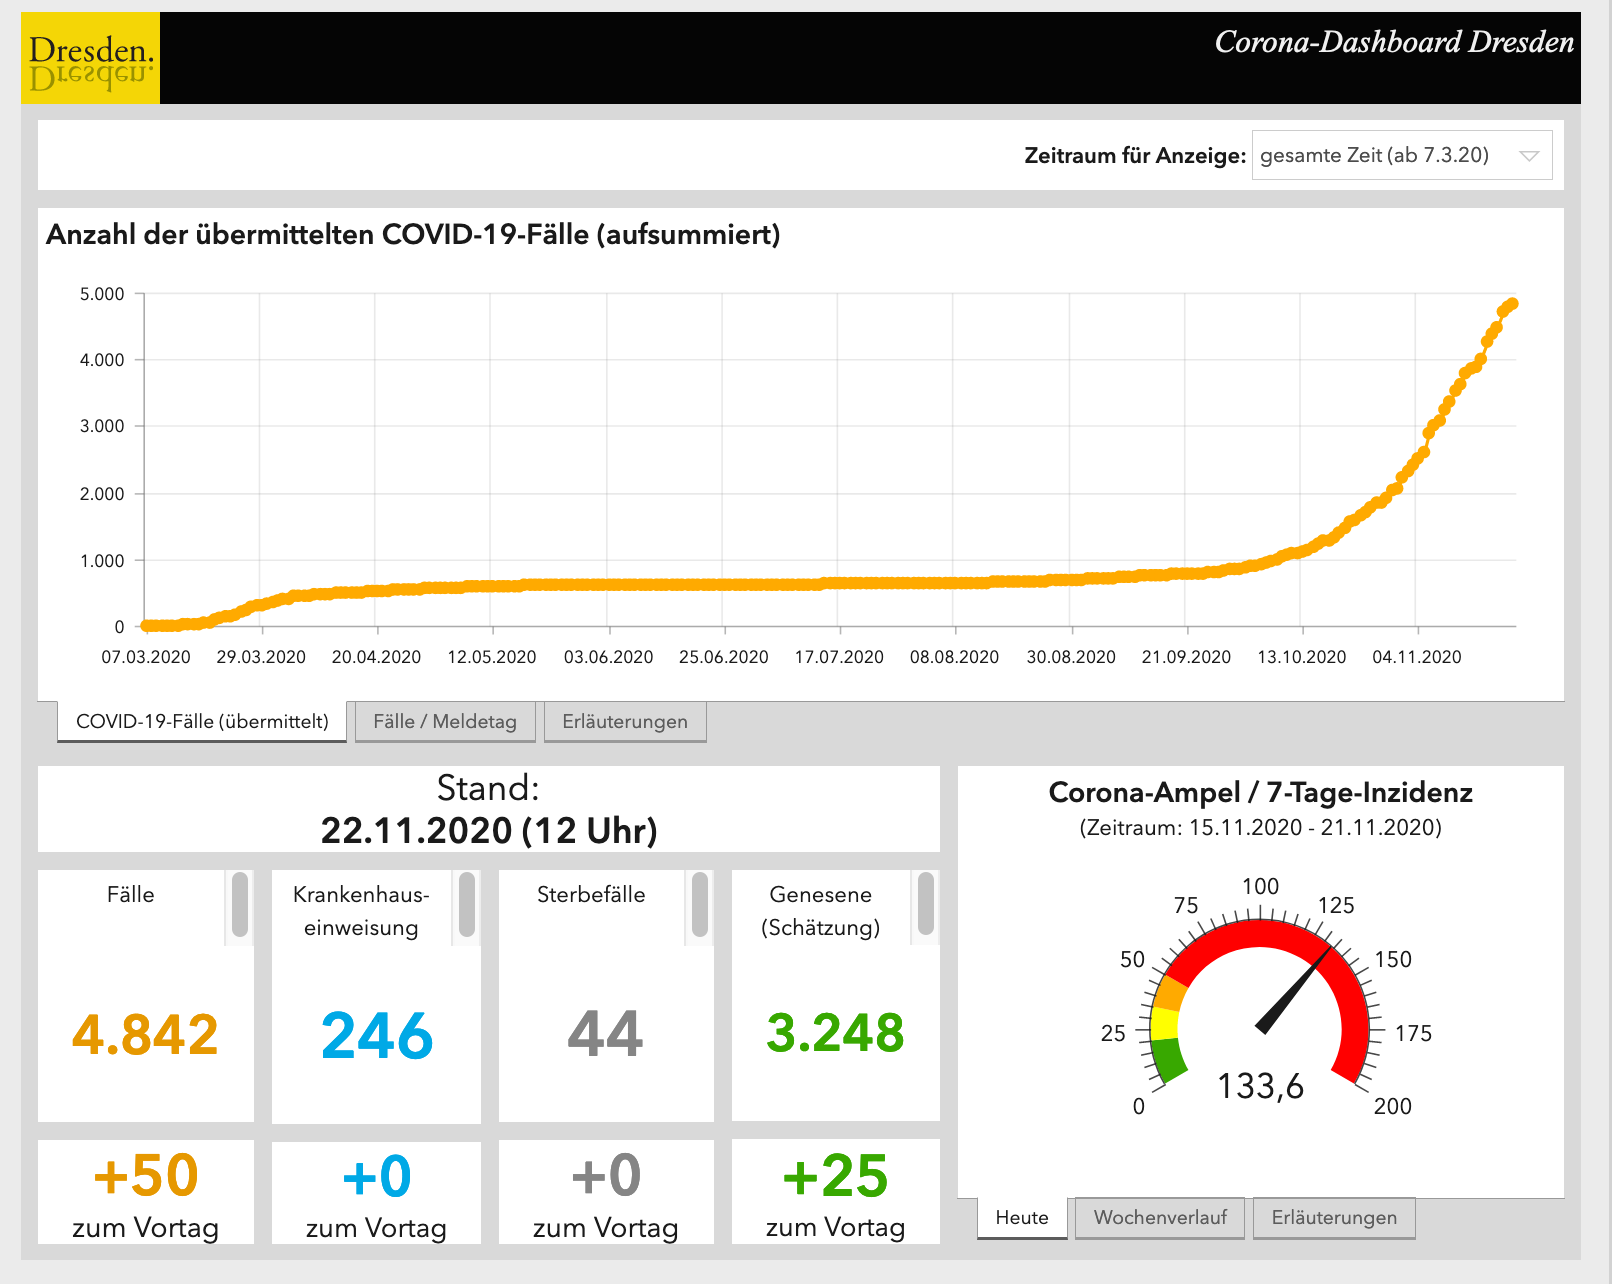 Dresden.
Dresden.
Corona-Dashboard Dresden
Zeitraum für Anzeige: gesamte Zeit (ab 7.3.20)
Anzahl der übermittelten COVID-19-Fälle (aufsummiert)
5.000
4.000
3.000
2.000
1.000
0
07.03.2020 29.03.2020 20.04.2020 12.05.2020 03.06.2020 25.06.2020 17.07.2020 08.08.2020 30.08.2020 21.09.2020 13.10.2020 04.11.2020
COVID-19-Fälle (übermittelt) Fälle / Meldetag Erläuterungen
Stand:
22.11.2020 (12 Uhr)
Fälle
4.842
+50
zum Vortag
Krankenhaus-
einweisung
246
+0
zum Vortag
Sterbefälle
44
+0
zum Vortag
Genesene
(Schätzung)
3.248
+25
zum Vortag
Corona-Ampel / 7-Tage-Inzidenz
(Zeitraum: 15.11.2020 - 21.11.2020)
0
25
50
75
100
125
150
175
200
133,6
Heute Wochenverlauf Erläuterungen